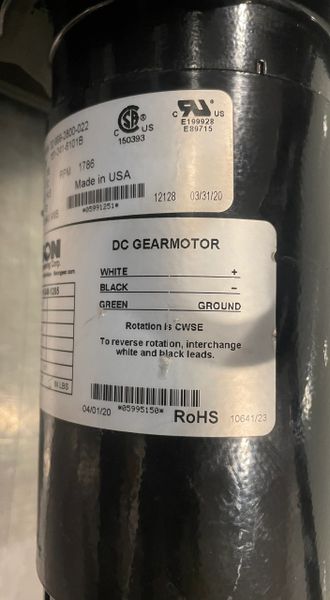 C US
150393
C US
E199928
E89715
RPM 1786
Made in USA
*05991251*
12128 03/31/20
DC GEARMOTOR
WHITE +
BLACK −
GREEN GROUND
Rotation is CWSE
To reverse rotation, interchange
white and black leads.
LBS
04/01/20 *05995150* RoHS 10641/23